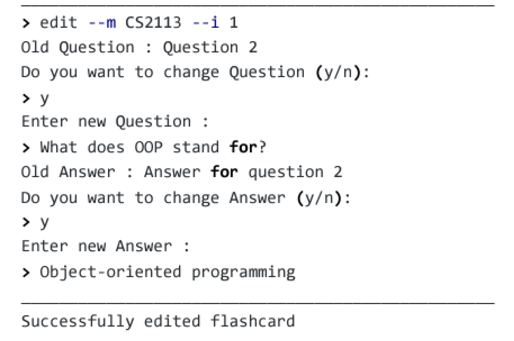 > edit --m CS2113 --i 1
Old Question : Question 2
Do you want to change Question (y/n):
> y
Enter new Question :
> What does OOP stand for?
Old Answer : Answer for question 2
Do you want to change Answer (y/n):
> y
Enter new Answer :
> Object-oriented programming
Successfully edited flashcard